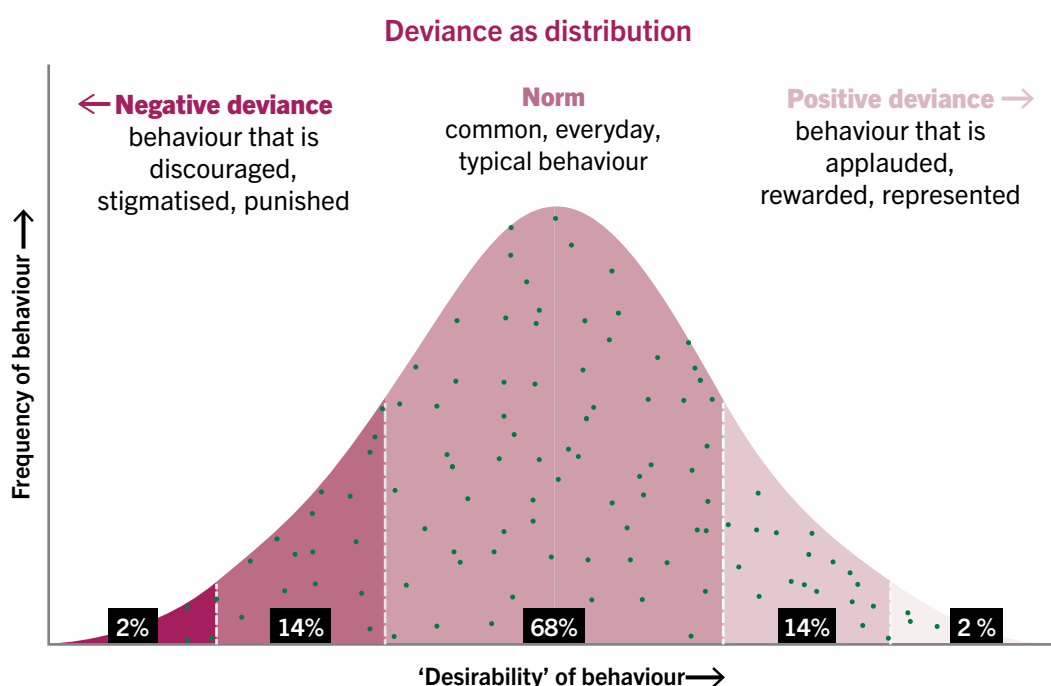 Deviance as distribution
← Negative deviance
behaviour that is
discouraged,
stigmatised, punished
Norm
common, everyday,
typical behaviour
Positive deviance →
behaviour that is
applauded,
rewarded, represented
Frequency of behaviour →
2%
14%
68%
14%
2 %
‘Desirability’ of behaviour→